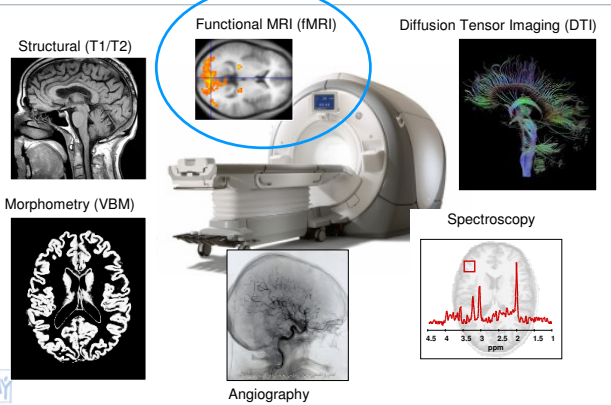 Functional MRI (fMRI)
Diffusion Tensor Imaging (DTI)
Structural (T1/T2)
Morphometry (VBM)
Spectroscopy
4.5 4 3.5 3 2.5 2 1.5 1
ppm
Angiography